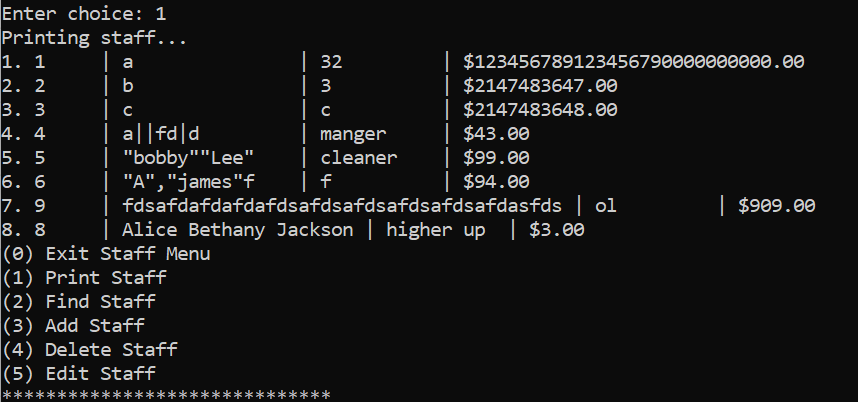 Enter choice: 1
Printing staff...
1. 1     | a               | 32         | $123456789123456790000000000.00
2. 2     | b               | 3          | $2147483647.00
3. 3     | c               | c          | $2147483648.00
4. 4     | a||fd|d         | manger     | $43.00
5. 5     | "bobby""Lee"    | cleaner    | $99.00
6. 6     | "A","james"f    | f          | $94.00
7. 9     | fdsafdafdafdafdsafdsafdsafdsafdsafdasfds | ol         | $909.00
8. 8     | Alice Bethany Jackson | higher up  | $3.00
(0) Exit Staff Menu
(1) Print Staff
(2) Find Staff
(3) Add Staff
(4) Delete Staff
(5) Edit Staff
******************************